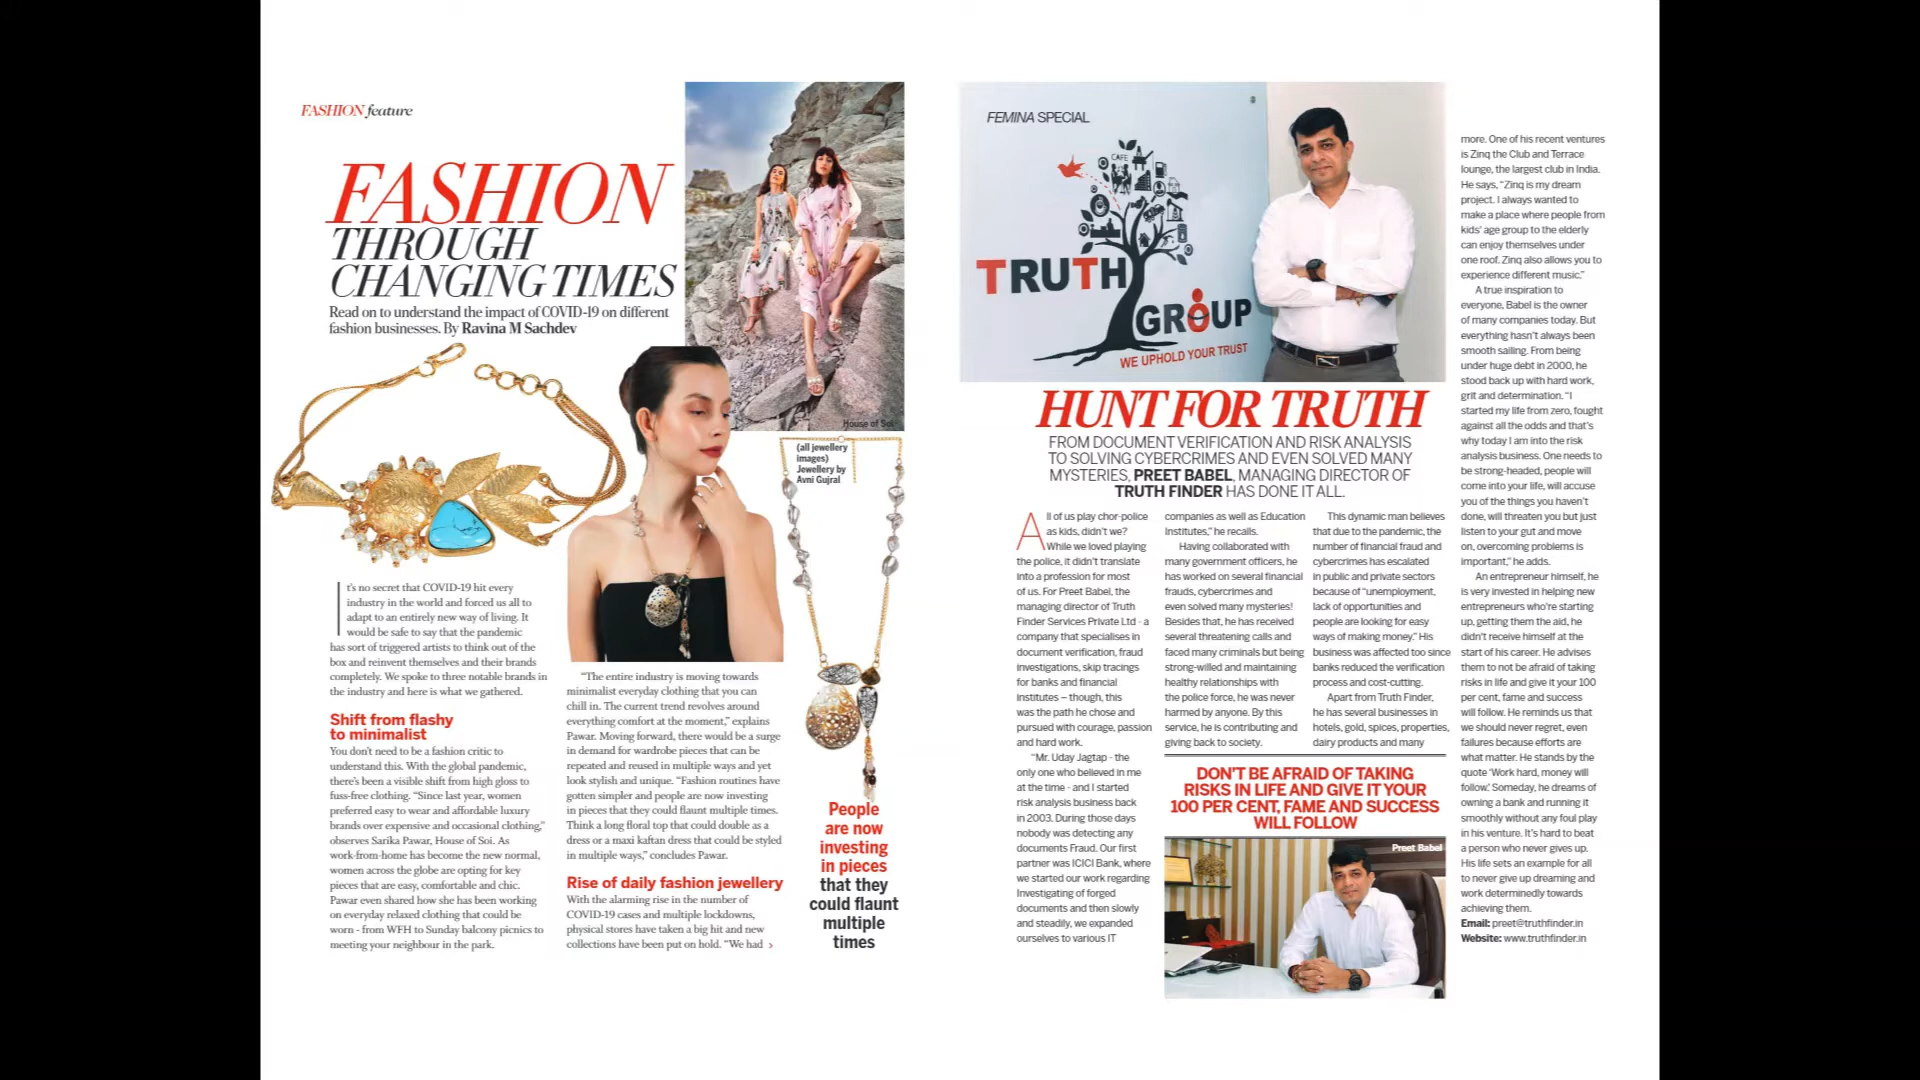 FASHION feature
FASHION
THROUGH
CHANGING TIMES
Read on to understand the impact of COVID-19 on different
fashion businesses. By Ravina M Sachdev
House of Soi
(all jewellery
images)
Jewellery by
Avni Gujral
It's no secret that COVID-19 hit every
industry in the world and forced us all to
adapt to an entirely new way of living. It
would be safe to say that the pandemic
has sort of triggered artists to think out of the
box and reinvent themselves and their brands
completely. We spoke to three notable brands in
the industry and here is what we gathered.
Shift from flashy
to minimalist
You don't need to be a fashion critic to
understand this. With the global pandemic,
there's been a visible shift from high gloss to
fuss-free clothing. "Since last year, women
preferred easy to wear and affordable luxury
brands over expensive and occasional clothing,"
observes Sarika Pawar, House of Soi. As
work-from-home has become the new normal,
women across the globe are opting for key
pieces that are easy, comfortable and chic.
Pawar even shared how she has been working
on everyday relaxed clothing that could be
worn - from WFH to Sunday balcony picnics to
meeting your neighbour in the park.
"The entire industry is moving towards
minimalist everyday clothing that you can
chill in. The current trend revolves around
everything comfort at the moment," explains
Pawar. Moving forward, there would be a surge
in demand for wardrobe pieces that can be
repeated and reused in multiple ways and yet
look stylish and unique. "Fashion routines have
gotten simpler and people are now investing
in pieces that they could flaunt multiple times.
Think a long floral top that could double as a
dress or a maxi kaftan dress that could be styled
in multiple ways," concludes Pawar.
Rise of daily fashion jewellery
With the alarming rise in the number of
COVID-19 cases and multiple lockdowns,
physical stores have taken a big hit and new
collections have been put on hold. "We had >
People
are now
investing
in pieces
that they
could flaunt
multiple
times
FEMINA SPECIAL
CAFE
TRUTH
GROUP
WE UPHOLD YOUR TRUST
HUNT FOR TRUTH
FROM DOCUMENT VERIFICATION AND RISK ANALYSIS
TO SOLVING CYBERCRIMES AND EVEN SOLVED MANY
MYSTERIES, PREET BABEL, MANAGING DIRECTOR OF
TRUTH FINDER HAS DONE IT ALL.
All of us play chor-police
as kids, didn't we?
While we loved playing
the police, it didn't translate
into a profession for most
of us. For Preet Babel, the
managing director of Truth
Finder Services Private Ltd - a
company that specialises in
document verification, fraud
investigations, skip tracings
for banks and financial
institutes – though, this
was the path he chose and
pursued with courage, passion
and hard work.
"Mr. Uday Jagtap - the
only one who believed in me
at the time - and I started
risk analysis business back
in 2003. During those days
nobody was detecting any
documents Fraud. Our first
partner was ICICI Bank, where
we started our work regarding
Investigating of forged
documents and then slowly
and steadily, we expanded
ourselves to various IT
companies as well as Education
Institutes," he recalls.
Having collaborated with
many government officers, he
has worked on several financial
frauds, cybercrimes and
even solved many mysteries!
Besides that, he has received
several threatening calls and
faced many criminals but being
strong-willed and maintaining
healthy relationships with
the police force, he was never
harmed by anyone. By this
service, he is contributing and
giving back to society.
This dynamic man believes
that due to the pandemic, the
number of financial fraud and
cybercrimes has escalated
in public and private sectors
because of "unemployment,
lack of opportunities and
people are looking for easy
ways of making money." His
business was affected too since
banks reduced the verification
process and cost-cutting.
Apart from Truth Finder,
he has several businesses in
hotels, gold, spices, properties,
dairy products and many
DON'T BE AFRAID OF TAKING
RISKS IN LIFE AND GIVE IT YOUR
100 PER CENT, FAME AND SUCCESS
WILL FOLLOW
Preet Babel
more. One of his recent ventures
is Zinq the Club and Terrace
lounge, the largest club in India.
He says, "Zinq is my dream
project. I always wanted to
make a place where people from
kids' age group to the elderly
can enjoy themselves under
one roof. Zinq also allows you to
experience different music."
A true inspiration to
everyone, Babel is the owner
of many companies today. But
everything hasn't always been
smooth sailing. From being
under huge debt in 2000, he
stood back up with hard work,
grit and determination. "I
started my life from zero, fought
against all the odds and that's
why today I am into the risk
analysis business. One needs to
be strong-headed, people will
come into your life, will accuse
you of the things you haven't
done, will threaten you but just
listen to your gut and move
on, overcoming problems is
important," he adds.
An entrepreneur himself, he
is very invested in helping new
entrepreneurs who're starting
up, getting them the aid, he
didn't receive himself at the
start of his career. He advises
them to not be afraid of taking
risks in life and give it your 100
per cent, fame and success
will follow. He reminds us that
we should never regret, even
failures because efforts are
what matter. He stands by the
quote 'Work hard, money will
follow.' Someday, he dreams of
owning a bank and running it
smoothly without any foul play
in his venture. It's hard to beat
a person who never gives up.
His life sets an example for all
to never give up dreaming and
work determinedly towards
achieving them.
Email: preet@truthfinder.in
Website: www.truthfinder.in